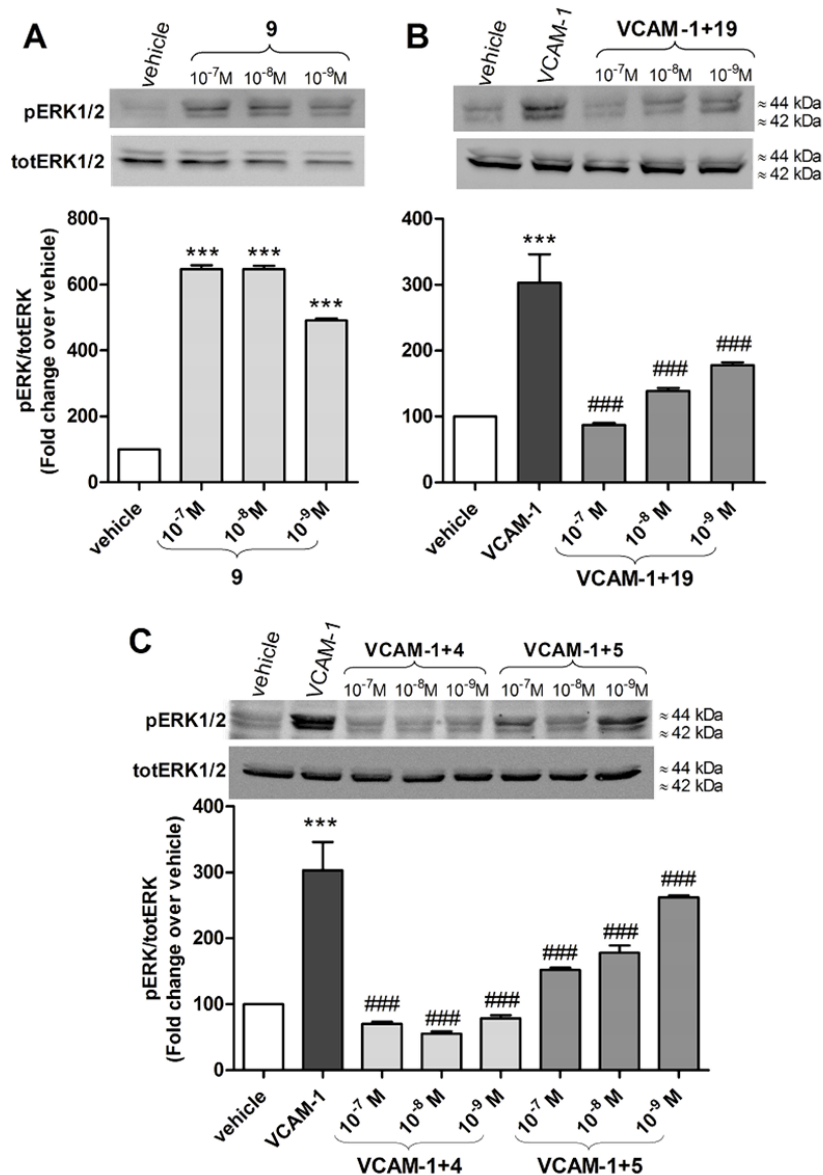 A
vehicle
9
10⁻⁷M 10⁻⁸M 10⁻⁹M
pERK1/2
totERK1/2
pERK/totERK
(Fold change over vehicle)
800
600
400
200
0
*** *** ***
vehicle 10⁻⁷ M 10⁻⁸ M 10⁻⁹ M
9
B
vehicle VCAM-1 VCAM-1+19
10⁻⁷M 10⁻⁸M 10⁻⁹M
≈ 44 kDa
≈ 42 kDa
≈ 44 kDa
≈ 42 kDa
400
300
200
100
0
*** ### ### ###
vehicle VCAM-1 10⁻⁷ M 10⁻⁸ M 10⁻⁹ M
VCAM-1+19
C
vehicle VCAM-1 VCAM-1+4 VCAM-1+5
10⁻⁷M 10⁻⁸M 10⁻⁹M 10⁻⁷M 10⁻⁸M 10⁻⁹M
pERK1/2
≈ 44 kDa
≈ 42 kDa
totERK1/2
≈ 44 kDa
≈ 42 kDa
pERK/totERK
(Fold change over vehicle)
400
300
200
100
0
*** ### ### ### ### ### ###
vehicle VCAM-1 10⁻⁷ M 10⁻⁸ M 10⁻⁹ M 10⁻⁷ M 10⁻⁸ M 10⁻⁹ M
VCAM-1+4 VCAM-1+5